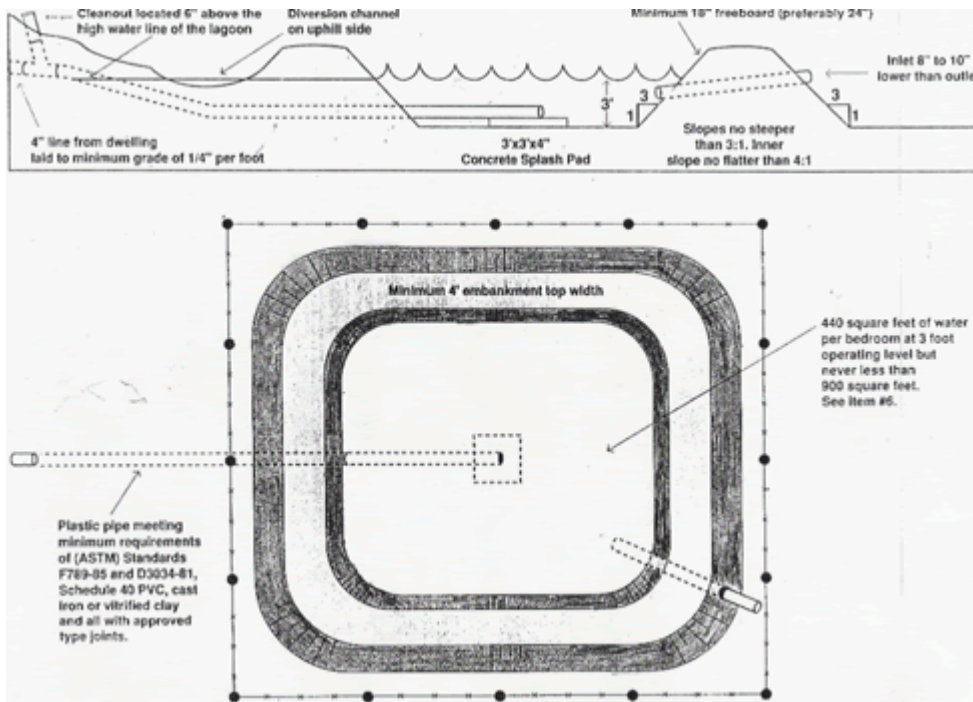 Cleanout located 6" above the
high water line of the lagoon
Diversion channel
on uphill side
Minimum 18" freeboard (preferably 24")
Inlet 8" to 10"
lower than outle
3'
3
1
3
1
4" line from dwelling
laid to minimum grade of 1/4" per foot
3'x3'x4"
Concrete Splash Pad
Slopes no steeper
than 3:1. Inner
slope no flatter than 4:1
Minimum 4' embankment top width
440 square feet of water
per bedroom at 3 foot
operating level but
never less than
900 square feet.
See item #6.
Plastic pipe meeting
minimum requirements
of (ASTM) Standards
F789-85 and D3034-81,
Schedule 40 PVC, cast
iron or vitrified clay
and all with approved
type joints.